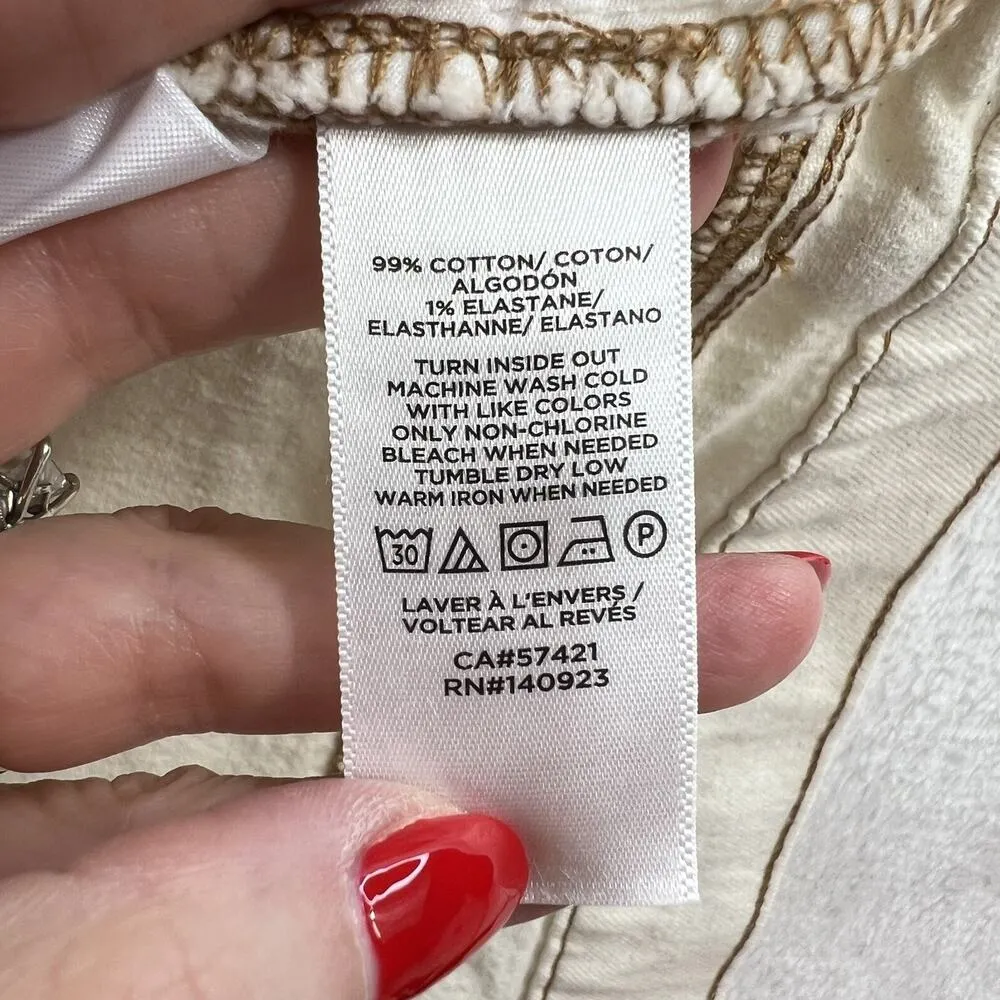 99% COTTON/ COTON/
ALGODÓN
1% ELASTANE/
ELASTHANNE/ ELASTANO
TURN INSIDE OUT
MACHINE WASH COLD
WITH LIKE COLORS
ONLY NON-CHLORINE
BLEACH WHEN NEEDED
TUMBLE DRY LOW
WARM IRON WHEN NEEDED
30 P
LAVER À L'ENVERS /
VOLTEAR AL REVÉS
CA#57421
RN#140923